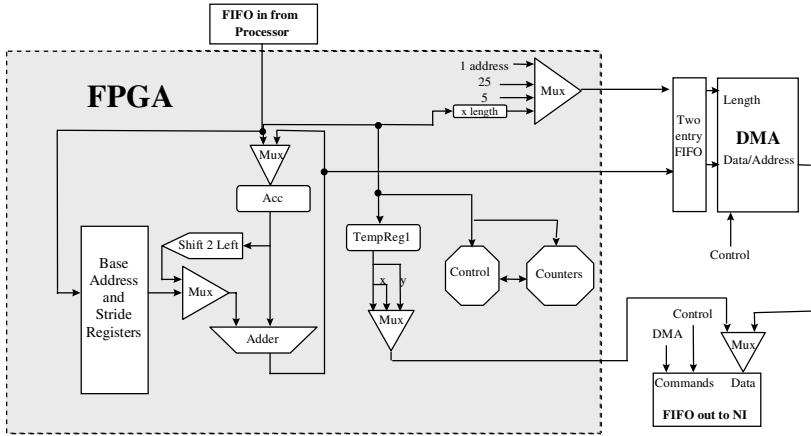 FIFO in from
Processor
FPGA
1 address
25
5
x length
Mux
Two
entry
FIFO
Length
DMA
Data/Address
Control
Mux
Acc
Shift 2 Left
TempReg1
Base
Address
and
Stride
Registers
Mux
Adder
x
y
Mux
Control
Counters
Control
DMA
Mux
Commands
Data
FIFO out to NI